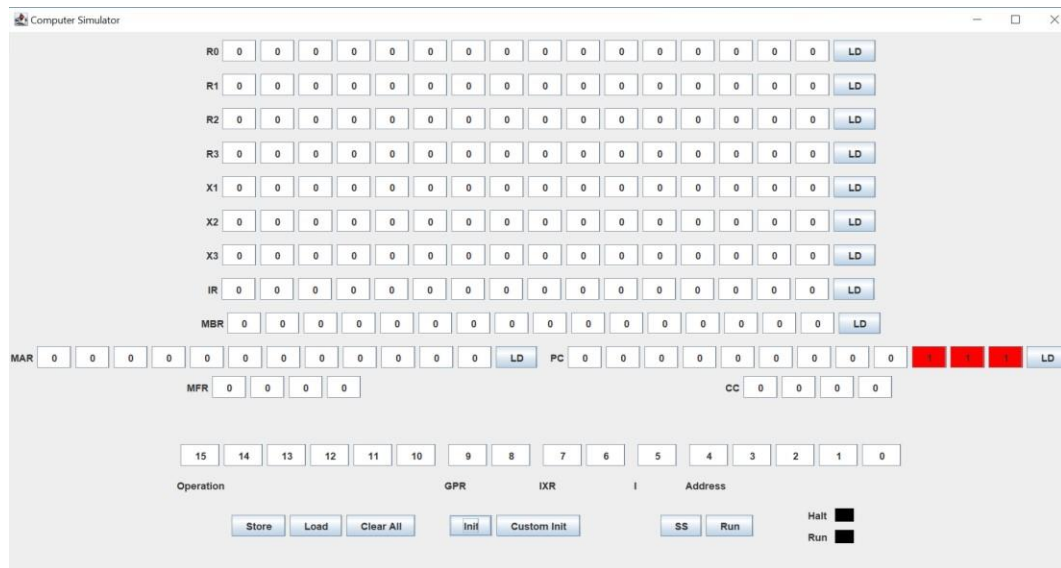 Computer Simulator
R0 0 0 0 0 0 0 0 0 0 0 0 0 0 0 0 0 LD
R1 0 0 0 0 0 0 0 0 0 0 0 0 0 0 0 0 LD
R2 0 0 0 0 0 0 0 0 0 0 0 0 0 0 0 0 LD
R3 0 0 0 0 0 0 0 0 0 0 0 0 0 0 0 0 LD
X1 0 0 0 0 0 0 0 0 0 0 0 0 0 0 0 0 LD
X2 0 0 0 0 0 0 0 0 0 0 0 0 0 0 0 0 LD
X3 0 0 0 0 0 0 0 0 0 0 0 0 0 0 0 0 LD
IR 0 0 0 0 0 0 0 0 0 0 0 0 0 0 0 0 LD
MBR 0 0 0 0 0 0 0 0 0 0 0 0 0 0 0 0 LD
MAR 0 0 0 0 0 0 0 0 0 0 0 0 LD PC 0 0 0 0 0 0 0 0 0 1 1 1 LD
MFR 0 0 0 0 CC 0 0 0 0
15 14 13 12 11 10 9 8 7 6 5 4 3 2 1 0
Operation GPR IXR I Address
Store Load Clear All Init Custom Init SS Run Halt
Run